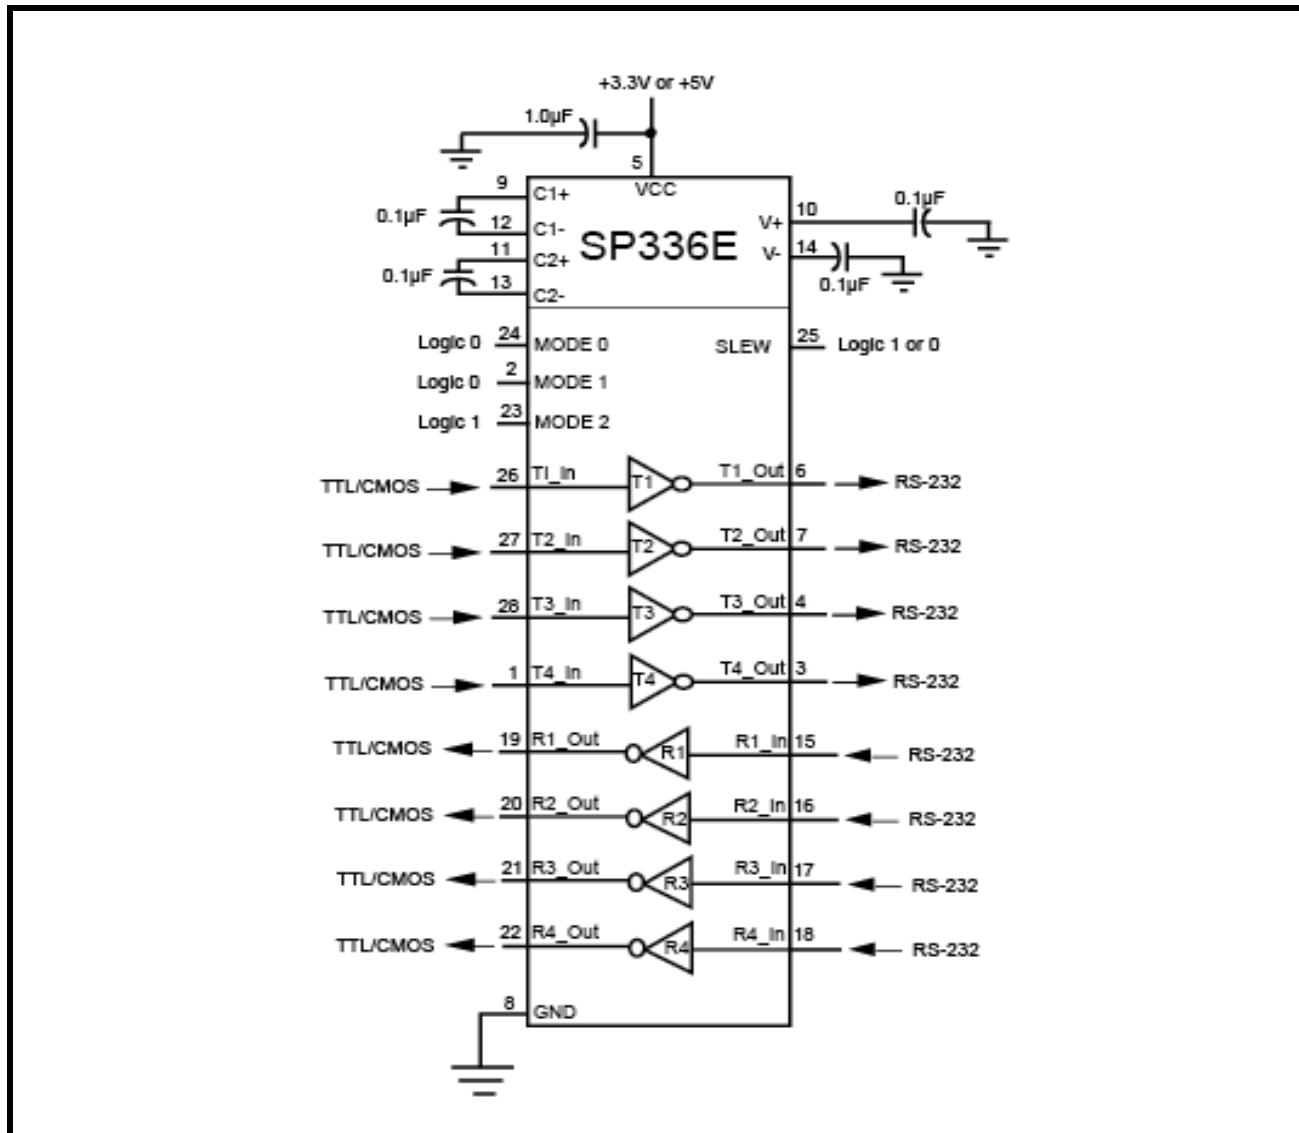 +3.3V or +5V
1.0µF
5
VCC
9 C1+
0.1µF
12 C1-
11 C2+
0.1µF
13 C2-
SP336E
V+ 10 0.1µF
V- 14
0.1µF
Logic 0 24 MODE 0
SLEW 25 Logic 1 or 0
Logic 0 2 MODE 1
Logic 1 23 MODE 2
TTL/CMOS 26 TI_In T1 T1_Out 6 RS-232
TTL/CMOS 27 T2_In T2 T2_Out 7 RS-232
TTL/CMOS 28 T3_In T3 T3_Out 4 RS-232
TTL/CMOS 1 T4_In T4 T4_Out 3 RS-232
TTL/CMOS 19 R1_Out R1 R1_In 15 RS-232
TTL/CMOS 20 R2_Out R2 R2_In 16 RS-232
TTL/CMOS 21 R3_Out R3 R3_In 17 RS-232
TTL/CMOS 22 R4_Out R4 R4_In 18 RS-232
8 GND